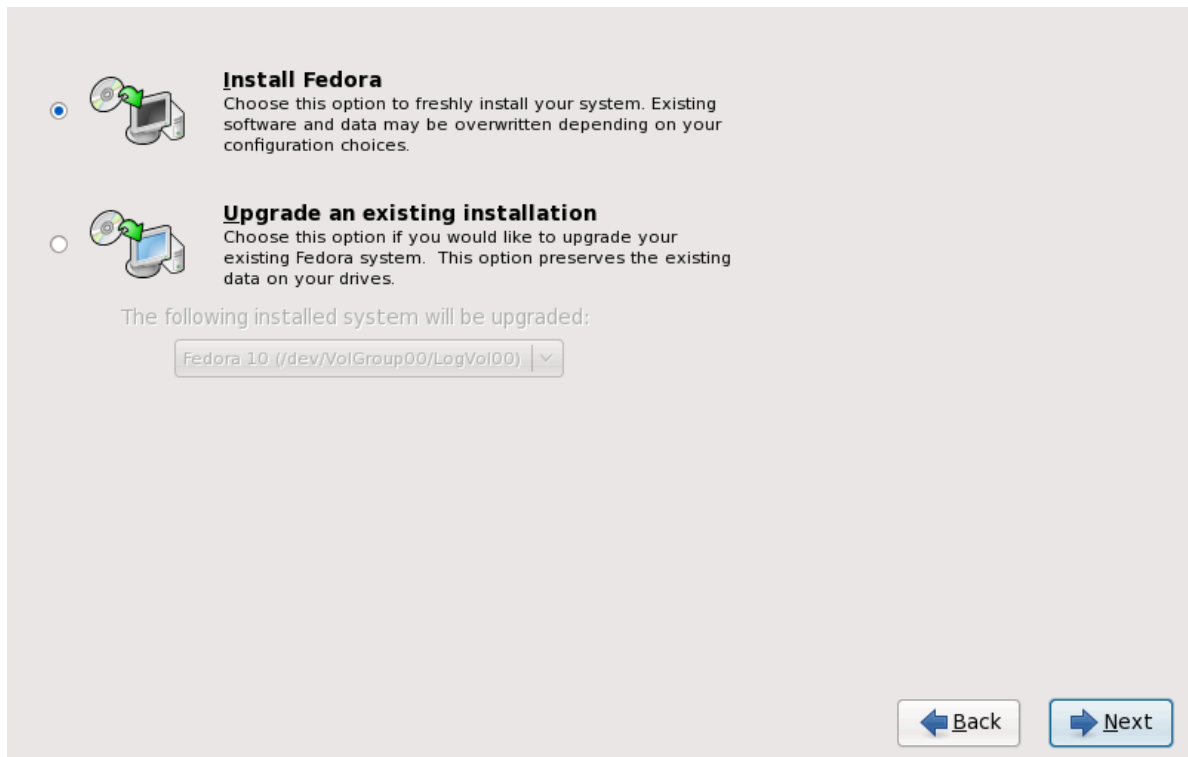 Install Fedora
Choose this option to freshly install your system. Existing
software and data may be overwritten depending on your
configuration choices.
Upgrade an existing installation
Choose this option if you would like to upgrade your
existing Fedora system.  This option preserves the existing
data on your drives.
The following installed system will be upgraded:
Fedora 10 (/dev/VolGroup00/LogVol00)
Back
Next